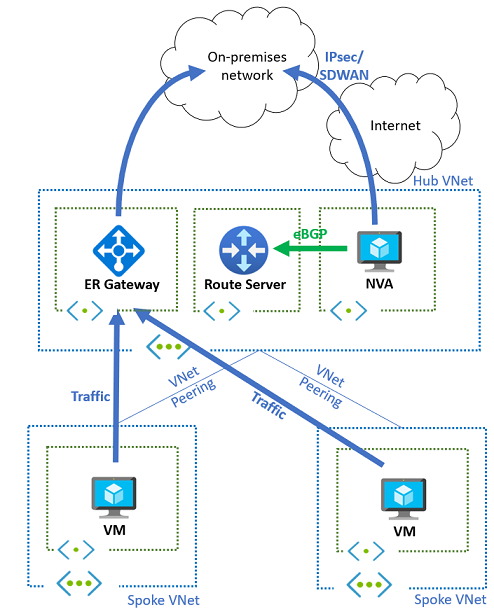 On-premises
network
IPsec/
SDWAN
Internet
Hub VNet
eBGP
ER Gateway
Route Server
NVA
VNet
Peering
VNet
Peering
Traffic
Traffic
VM
VM
Spoke VNet
Spoke VNet